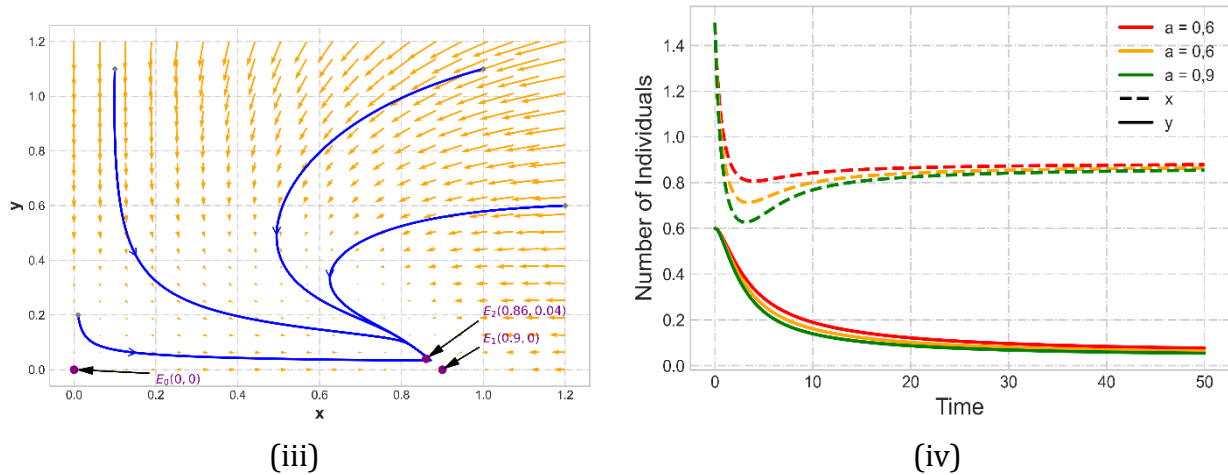 1.2
1.0
0.8
0.6
0.4
0.2
0.0
y
E₂(0.86, 0.04)
E₁(0.9, 0)
E₀(0, 0)
0.0 0.2 0.4 0.6 0.8 1.0 1.2
x
(iii)
1.4
1.2
1.0
0.8
0.6
0.4
0.2
0.0
Number of Individuals
a = 0,6
a = 0,6
a = 0,9
x
y
0 10 20 30 40 50
Time
(iv)